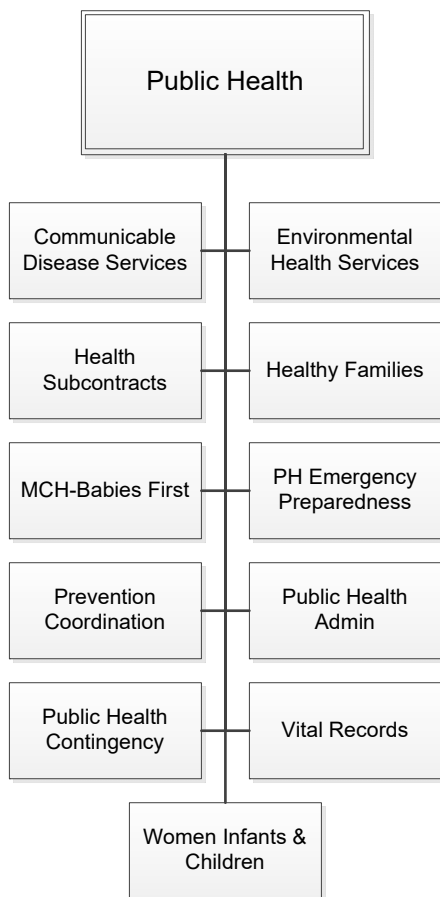 Public Health
Communicable
Disease Services
Environmental
Health Services
Health
Subcontracts
Healthy Families
MCH-Babies First
PH Emergency
Preparedness
Prevention
Coordination
Public Health
Admin
Public Health
Contingency
Vital Records
Women Infants &
Children